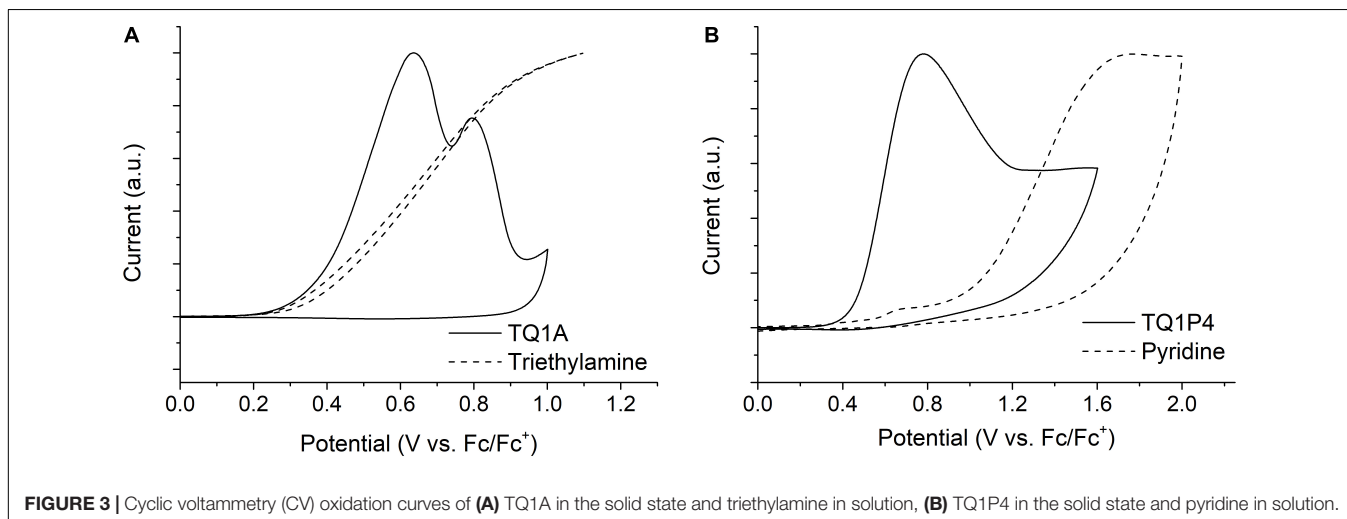 A
Current (a.u.)
TQ1A
Triethylamine
0.0 0.2 0.4 0.6 0.8 1.0 1.2
Potential (V vs. Fc/Fc⁺)
B
Current (a.u.)
TQ1P4
Pyridine
0.0 0.4 0.8 1.2 1.6 2.0
Potential (V vs. Fc/Fc⁺)
FIGURE 3 | Cyclic voltammetry (CV) oxidation curves of (A) TQ1A in the solid state and triethylamine in solution, (B) TQ1P4 in the solid state and pyridine in solution.